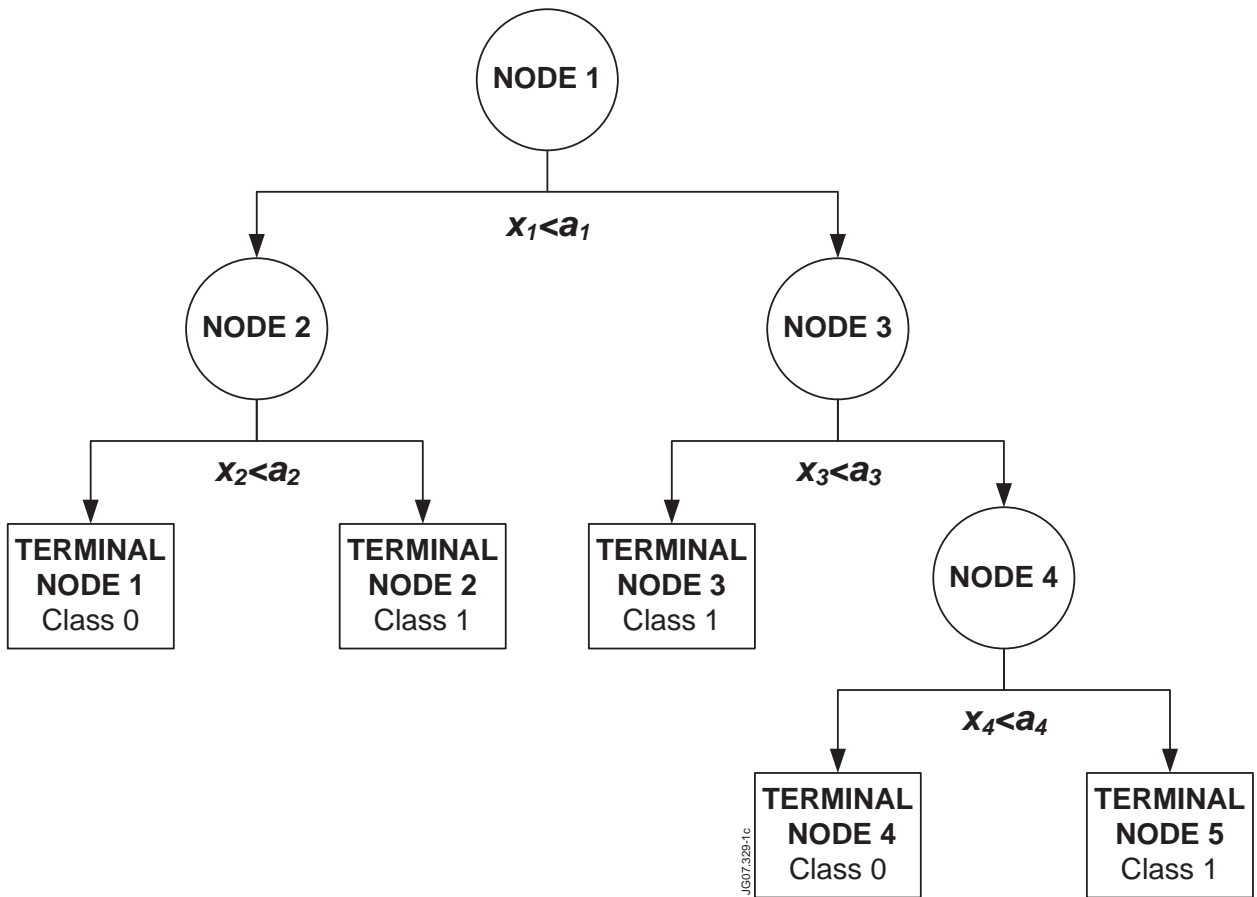 NODE 1
x1<a1
NODE 2
NODE 3
x2<a2
x3<a3
TERMINAL
NODE 1
Class 0
TERMINAL
NODE 2
Class 1
TERMINAL
NODE 3
Class 1
NODE 4
x4<a4
TERMINAL
NODE 4
Class 0
TERMINAL
NODE 5
Class 1
JG07.329-1c